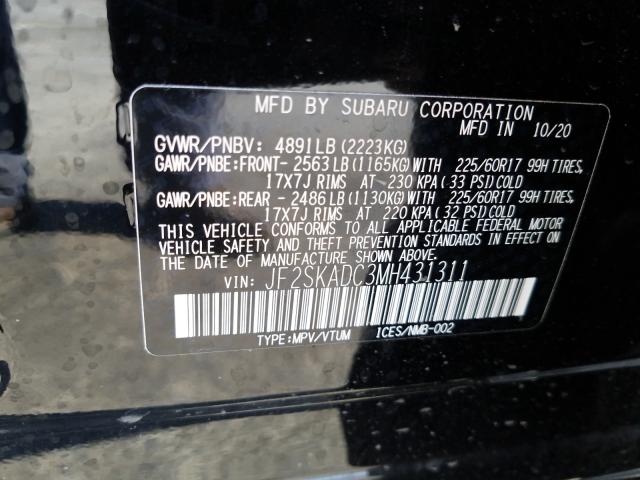 MFD BY SUBARU CORPORATION
MFD IN 10/20
GVWR/PNBV: 4891LB (2223KG)
GAWR/PNBE:FRONT- 2563LB(1165KG)WITH 225/60R17 99H TIRES,
17X7J RIMS AT 230 KPA(33 PSI)COLD
GAWR/PNBE:REAR - 2486LB(1130KG)WITH 225/60R17 99H TIRES,
17X7J RIMS AT 220 KPA(32 PSI)COLD
THIS VEHICLE CONFORMS TO ALL APPLICABLE FEDERAL MOTOR
VEHICLE SAFETY AND THEFT PREVENTION STANDARDS IN EFFECT ON
THE DATE OF MANUFACTURE SHOWN ABOVE.
VIN: JF2SKADC3MH431311
TYPE:MPV/VTUM ICES/NMB-002